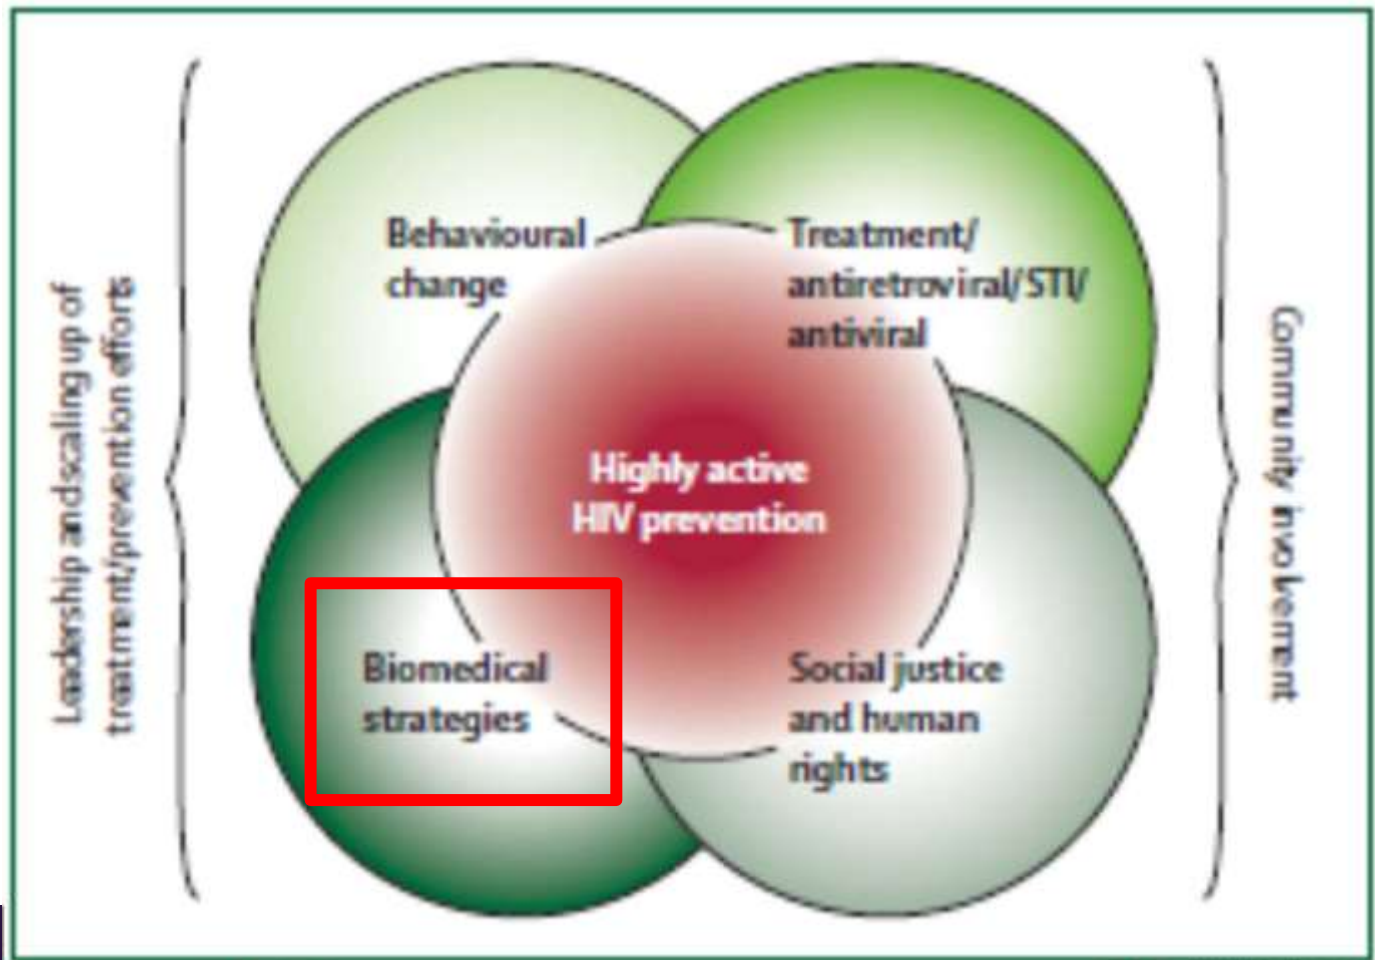 Leadership and scaling up of
treatment/prevention efforts
Behavioural
change
Treatment/
antiretroviral/STI/
antiviral
Highly active
HIV prevention
Biomedical
strategies
Social justice
and human
rights
Community involvement